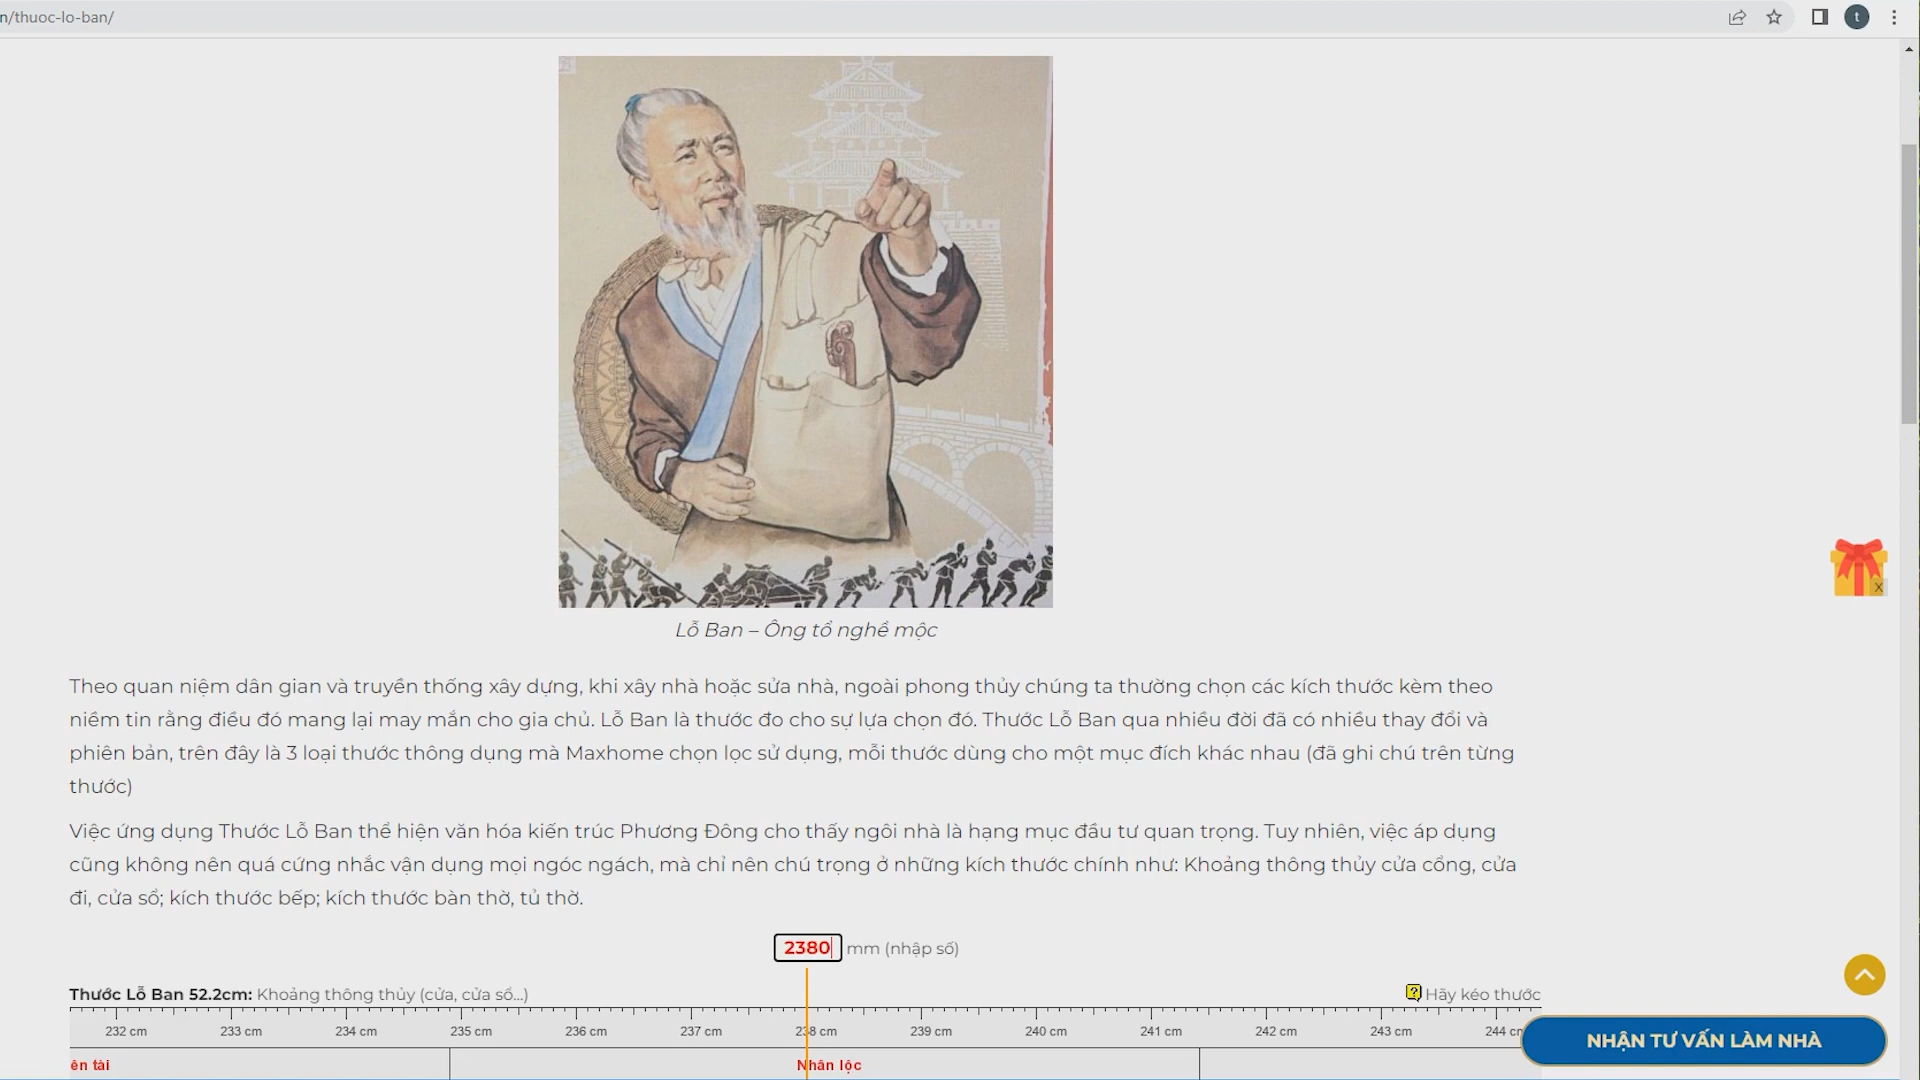 n/thuoc-lo-ban/
t
Lỗ Ban – Ông tổ nghề mộc
Theo quan niệm dân gian và truyền thống xây dựng, khi xây nhà hoặc sửa nhà, ngoài phong thủy chúng ta thường chọn các kích thước kèm theo
niềm tin rằng điều đó mang lại may mắn cho gia chủ. Lỗ Ban là thước đo cho sự lựa chọn đó. Thước Lỗ Ban qua nhiều đời đã có nhiều thay đổi và
phiên bản, trên đây là 3 loại thước thông dụng mà Maxhome chọn lọc sử dụng, mỗi thước dùng cho một mục đích khác nhau (đã ghi chú trên từng
thước)
Việc ứng dụng Thước Lỗ Ban thể hiện văn hóa kiến trúc Phương Đông cho thấy ngôi nhà là hạng mục đầu tư quan trọng. Tuy nhiên, việc áp dụng
cũng không nên quá cứng nhắc vận dụng mọi ngóc ngách, mà chỉ nên chú trọng ở những kích thước chính như: Khoảng thông thủy cửa cổng, cửa
đi, cửa sổ; kích thước bếp; kích thước bàn thờ, tủ thờ.
2380 mm (nhập số)
Thước Lỗ Ban 52.2cm: Khoảng thông thủy (cửa, cửa sổ...)
? Hãy kéo thước
232 cm 233 cm 234 cm 235 cm 236 cm 237 cm 238 cm 239 cm 240 cm 241 cm 242 cm 243 cm 244 cm
NHẬN TƯ VẤN LÀM NHÀ
ên tài Nhân lộc
X